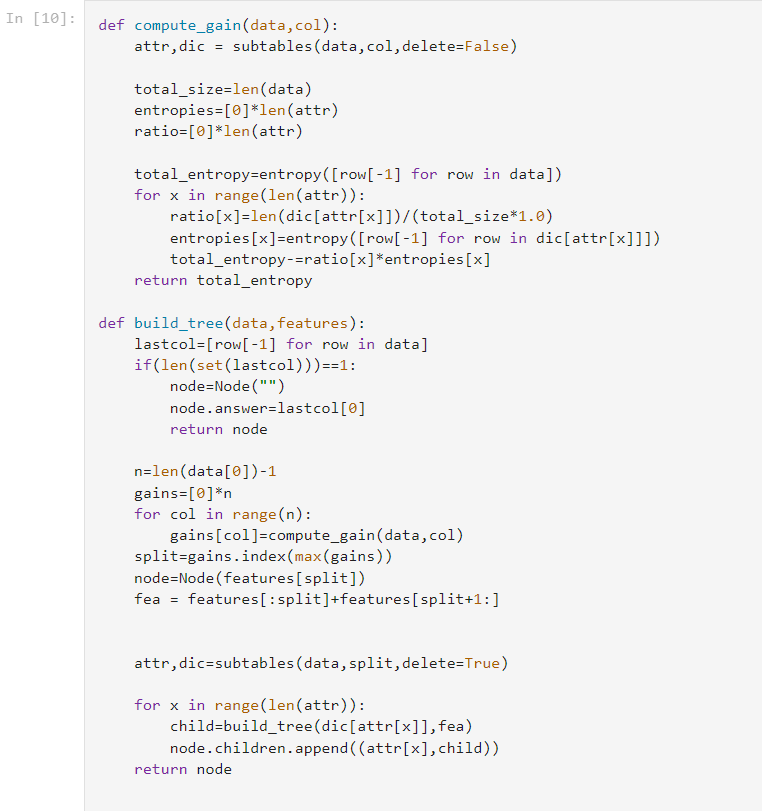 In [10]:
def compute_gain(data,col):
    attr,dic = subtables(data,col,delete=False)

    total_size=len(data)
    entropies=[0]*len(attr)
    ratio=[0]*len(attr)

    total_entropy=entropy([row[-1] for row in data])
    for x in range(len(attr)):
        ratio[x]=len(dic[attr[x]])/(total_size*1.0)
        entropies[x]=entropy([row[-1] for row in dic[attr[x]]])
        total_entropy-=ratio[x]*entropies[x]
    return total_entropy

def build_tree(data,features):
    lastcol=[row[-1] for row in data]
    if(len(set(lastcol)))==1:
        node=Node("")
        node.answer=lastcol[0]
        return node

    n=len(data[0])-1
    gains=[0]*n
    for col in range(n):
        gains[col]=compute_gain(data,col)
    split=gains.index(max(gains))
    node=Node(features[split])
    fea = features[:split]+features[split+1:]


    attr,dic=subtables(data,split,delete=True)

    for x in range(len(attr)):
        child=build_tree(dic[attr[x]],fea)
        node.children.append((attr[x],child))
    return node